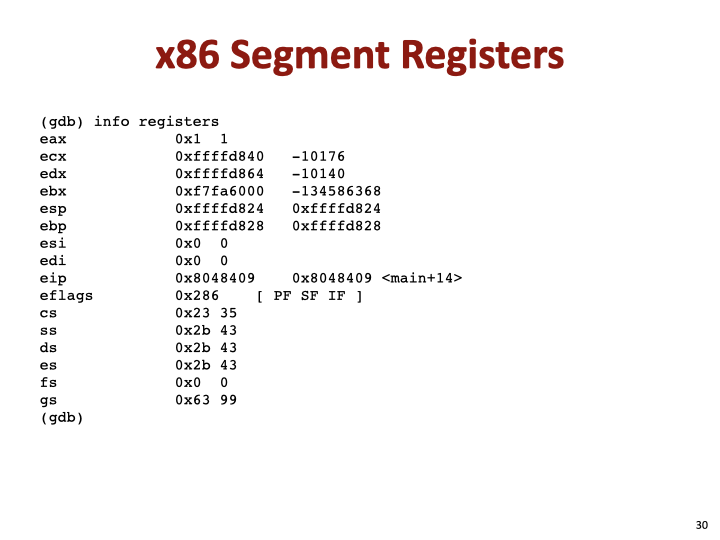 x86 Segment Registers
(gdb) info registers
eax 0x1 1
ecx 0xffffd840 -10176
edx 0xffffd864 -10140
ebx 0xf7fa6000 -134586368
esp 0xffffd824 0xffffd824
ebp 0xffffd828 0xffffd828
esi 0x0 0
edi 0x0 0
eip 0x8048409 0x8048409 <main+14>
eflags 0x286 [ PF SF IF ]
cs 0x23 35
ss 0x2b 43
ds 0x2b 43
es 0x2b 43
fs 0x0 0
gs 0x63 99
(gdb)
30